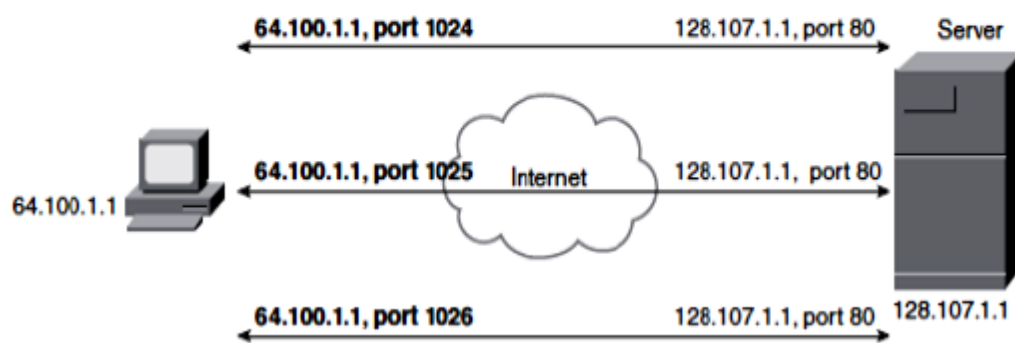 64.100.1.1, port 1024
128.107.1.1, port 80
Server
64.100.1.1, port 1025
Internet
128.107.1.1, port 80
64.100.1.1
64.100.1.1, port 1026
128.107.1.1, port 80
128.107.1.1